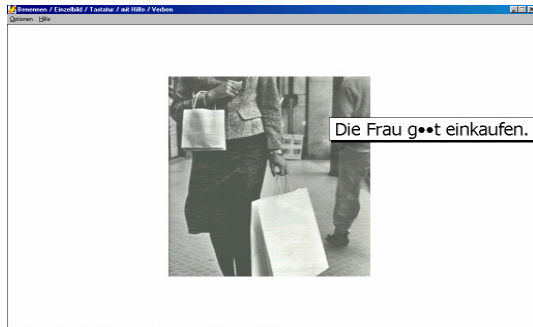 Benennen / Einzelbild / Tastatur / mit Hilfe / Verben
Optionen Hilfe
Die Frau g●●t einkaufen.